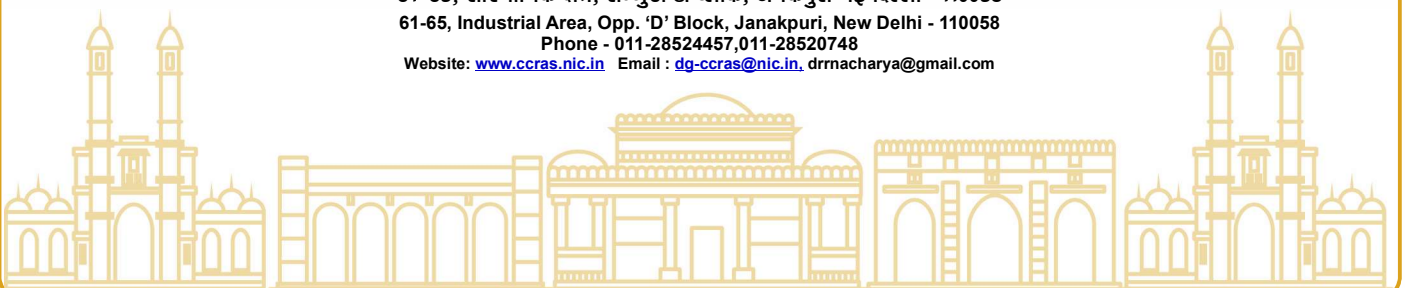 61-65, Industrial Area, Opp. ‘D’ Block, Janakpuri, New Delhi - 110058
Phone - 011-28524457,011-28520748
Website: www.ccras.nic.in Email : dg-ccras@nic.in, drrnacharya@gmail.com